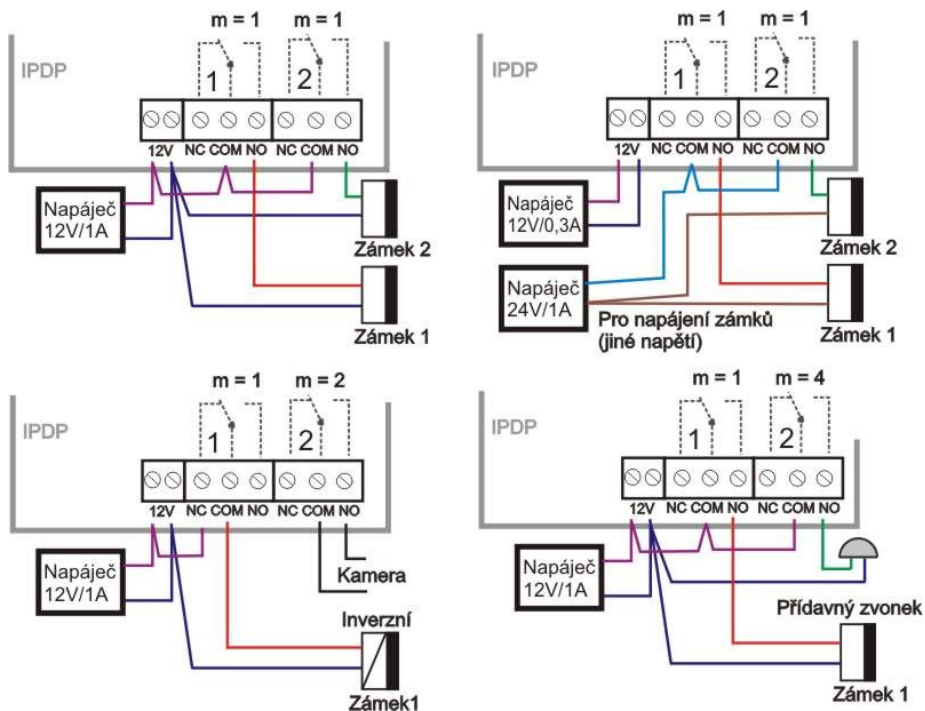 m = 1
m = 1
IPDP
1
2
12V
NC COM NO
NC COM NO
Napáječ
12V/1A
Zámek 2
Zámek 1
m = 1
m = 1
IPDP
1
2
12V
NC COM NO
NC COM NO
Napáječ
12V/0,3A
Zámek 2
Napáječ
24V/1A
Pro napájení zámků
(jiné napětí)
Zámek 1
m = 1
m = 2
IPDP
1
2
12V
NC COM NO
NC COM NO
Napáječ
12V/1A
Kamera
Inverzní
Zámek1
m = 1
m = 4
IPDP
1
2
12V
NC COM NO
NC COM NO
Napáječ
12V/1A
Přídavný zvonek
Zámek 1